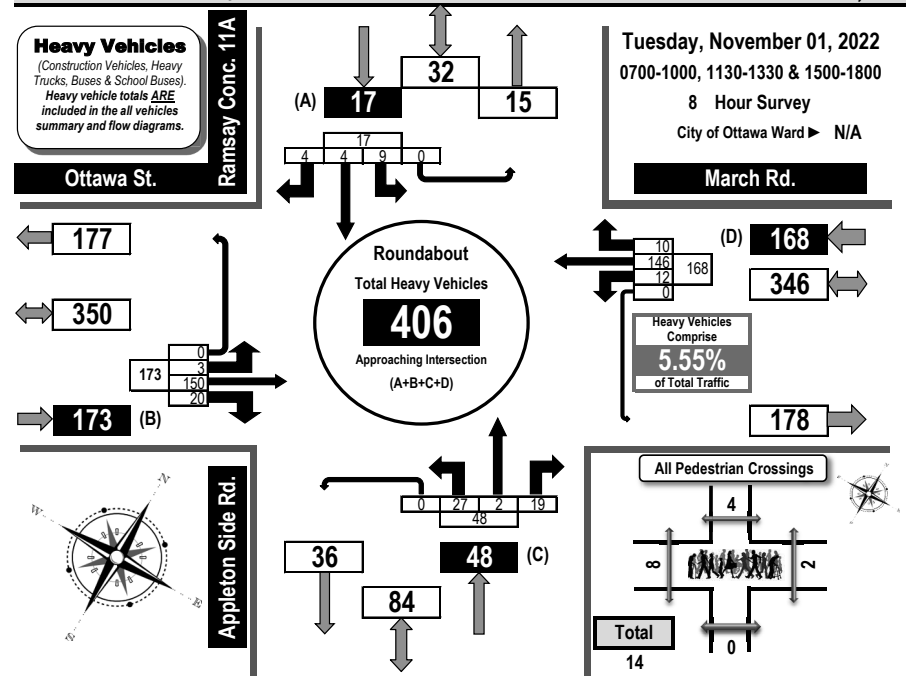 Heavy Vehicles
(Construction Vehicles, Heavy
Trucks, Buses & School Buses).
Heavy vehicle totals ARE
included in the all vehicles
summary and flow diagrams.
Ramsay Conc. 11A
Ottawa St.
32
(A) 17
15
17
4 4 9 0
Tuesday, November 01, 2022
0700-1000, 1130-1330 & 1500-1800
8 Hour Survey
City of Ottawa Ward► N/A
March Rd.
177
350
0
173 3
150
20
173 (B)
Roundabout
Total Heavy Vehicles
406
Approaching Intersection
(A+B+C+D)
10
146 168
12
0
(D) 168
346
Heavy Vehicles
Comprise
5.55%
of Total Traffic
178
N
W
E
S
Appleton Side Rd.
0 27 2 19
48
36
48 (C)
84
All Pedestrian Crossings
4
8
2
0
Total
14